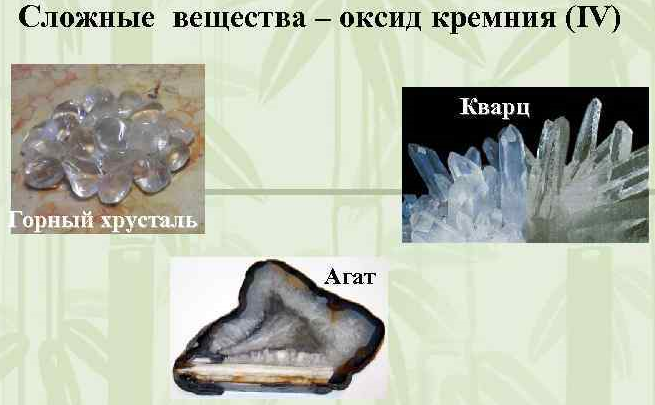 Сложные вещества – оксид кремния (IV)
Кварц
Горный хрусталь
Агат